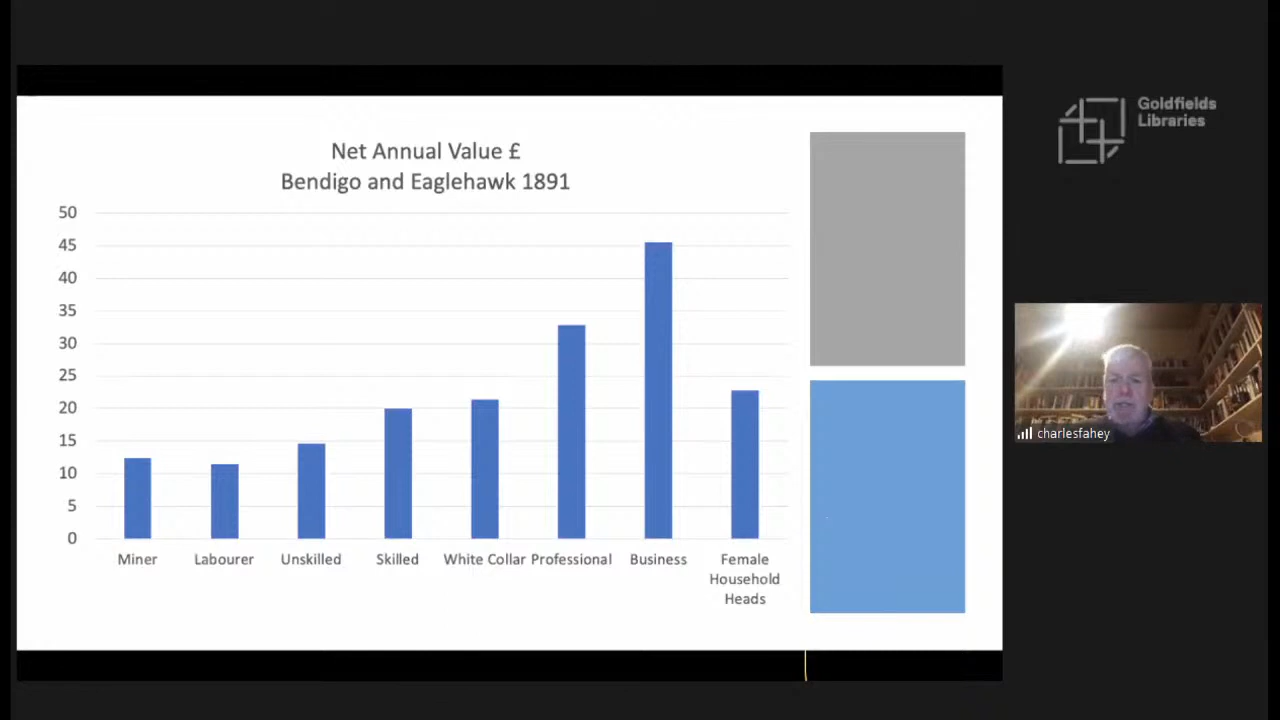 Net Annual Value £
Bendigo and Eaglehawk 1891
50
45
40
35
30
25
20
15
10
5
0
Miner
Labourer
Unskilled
Skilled
White Collar
Professional
Business
Female
Household
Heads
Goldfields
Libraries
charlesfahey